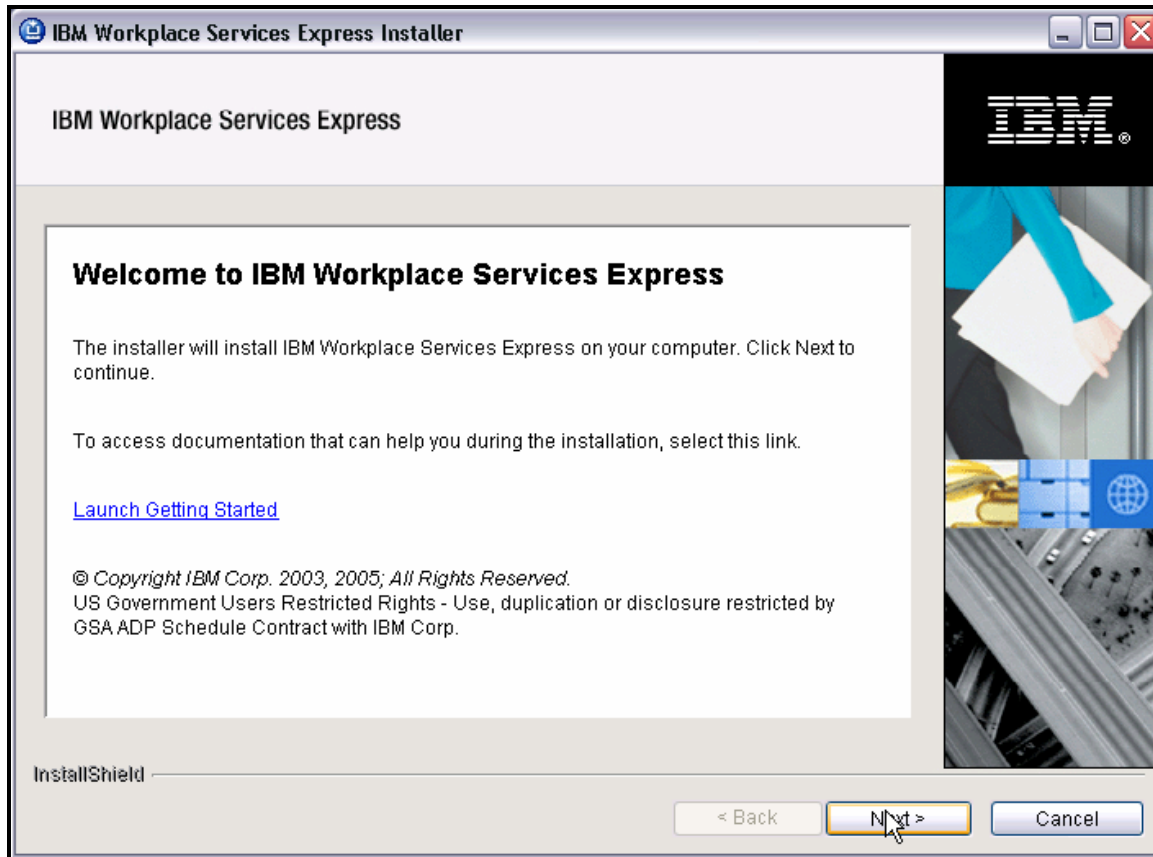 IBM Workplace Services Express Installer
IBM Workplace Services Express
IBM®
Welcome to IBM Workplace Services Express
The installer will install IBM Workplace Services Express on your computer. Click Next to
continue.
To access documentation that can help you during the installation, select this link.
Launch Getting Started
© Copyright IBM Corp. 2003, 2005; All Rights Reserved.
US Government Users Restricted Rights - Use, duplication or disclosure restricted by
GSA ADP Schedule Contract with IBM Corp.
InstallShield
< Back
Next >
Cancel